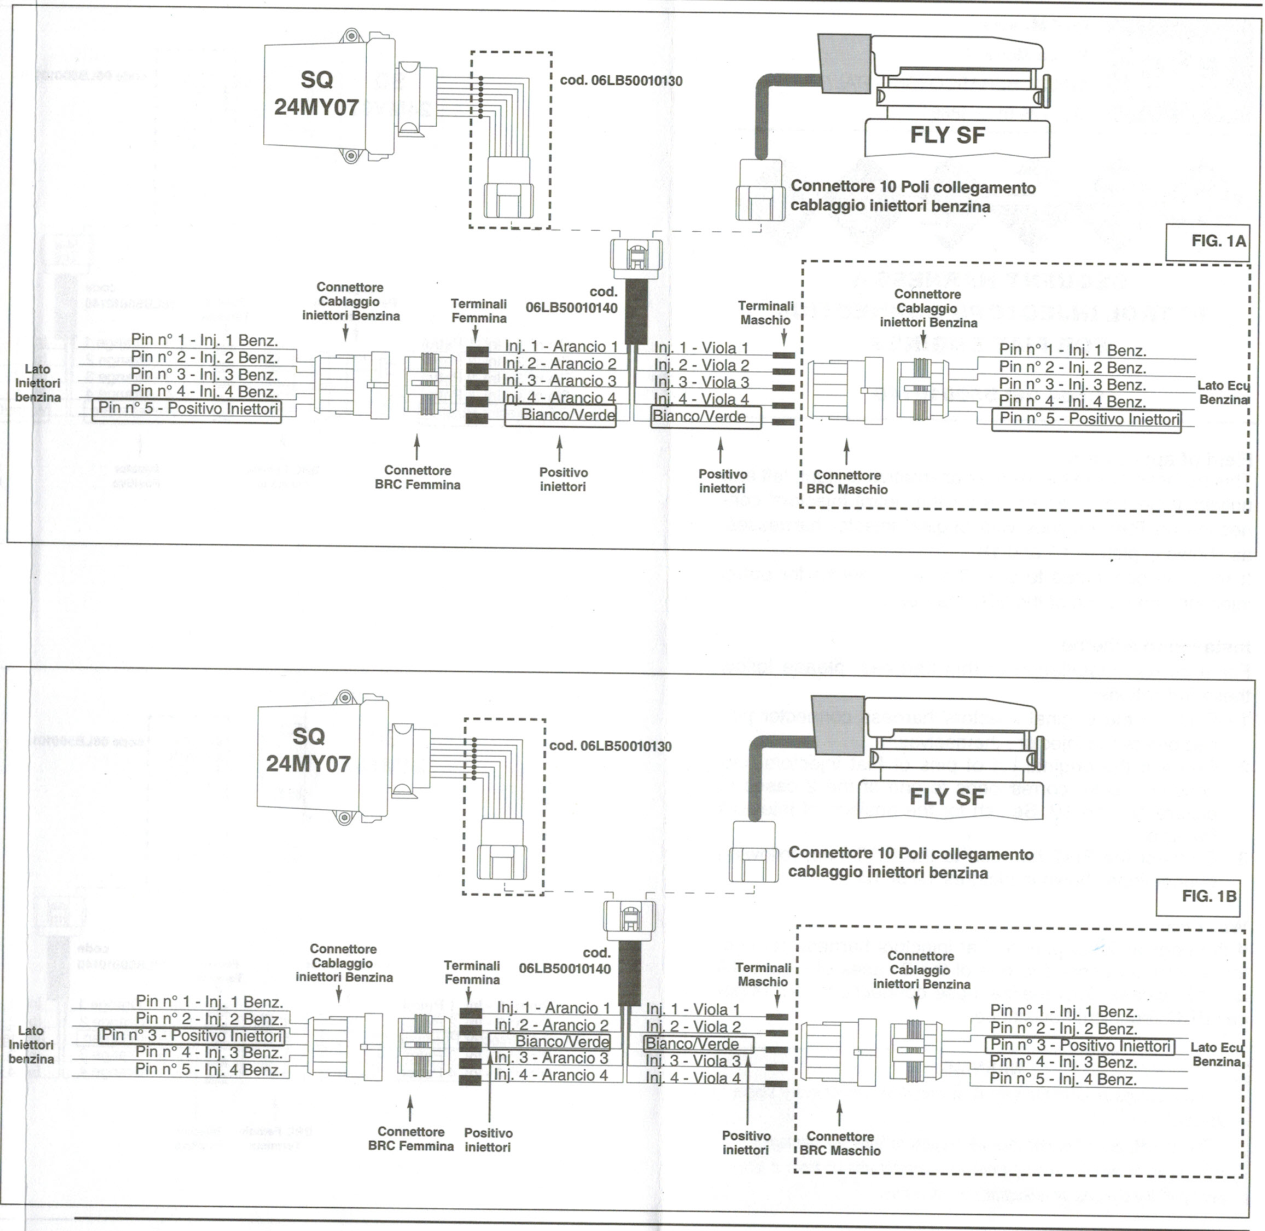 SQ
24MY07
cod. 06LB50010130
FLY SF
Connettore 10 Poli collegamento
cablaggio iniettori benzina
FIG. 1A
Connettore
Cablaggio
iniettori Benzina
Terminali
Femmina
cod.
06LB50010140
Terminali
Maschio
Connettore
Cablaggio
iniettori Benzina
Lato
Iniettori
benzina
Pin n° 1 - Inj. 1 Benz.
Pin n° 2 - Inj. 2 Benz.
Pin n° 3 - Inj. 3 Benz.
Pin n° 4 - Inj. 4 Benz.
Pin n° 5 - Positivo Iniettori
Inj. 1 - Arancio 1
Inj. 2 - Arancio 2
Inj. 3 - Arancio 3
Inj. 4 - Arancio 4
Bianco/Verde
Inj. 1 - Viola 1
Inj. 2 - Viola 2
Inj. 3 - Viola 3
Inj. 4 - Viola 4
Bianco/Verde
Pin n° 1 - Inj. 1 Benz.
Pin n° 2 - Inj. 2 Benz.
Pin n° 3 - Inj. 3 Benz.
Pin n° 4 - Inj. 4 Benz.
Pin n° 5 - Positivo Iniettori
Lato Ecu
Benzina
Connettore
BRC Femmina
Positivo
iniettori
Positivo
iniettori
Connettore
BRC Maschio
SQ
24MY07
cod. 06LB50010130
FLY SF
Connettore 10 Poli collegamento
cablaggio iniettori benzina
FIG. 1B
Connettore
Cablaggio
iniettori Benzina
Terminali
Femmina
cod.
06LB50010140
Terminali
Maschio
Connettore
Cablaggio
iniettori Benzina
Lato
Iniettori
benzina
Pin n° 1 - Inj. 1 Benz.
Pin n° 2 - Inj. 2 Benz.
Pin n° 3 - Positivo Iniettori
Pin n° 4 - Inj. 3 Benz.
Pin n° 5 - Inj. 4 Benz.
Inj. 1 - Arancio 1
Inj. 2 - Arancio 2
Bianco/Verde
Inj. 3 - Arancio 3
Inj. 4 - Arancio 4
Inj. 1 - Viola 1
Inj. 2 - Viola 2
Bianco/Verde
Inj. 3 - Viola 3
Inj. 4 - Viola 4
Pin n° 1 - Inj. 1 Benz.
Pin n° 2 - Inj. 2 Benz.
Pin n° 3 - Positivo Iniettori
Pin n° 4 - Inj. 3 Benz.
Pin n° 5 - Inj. 4 Benz.
Lato Ecu
Benzina
Connettore
BRC Femmina
Positivo
iniettori
Positivo
iniettori
Connettore
BRC Maschio